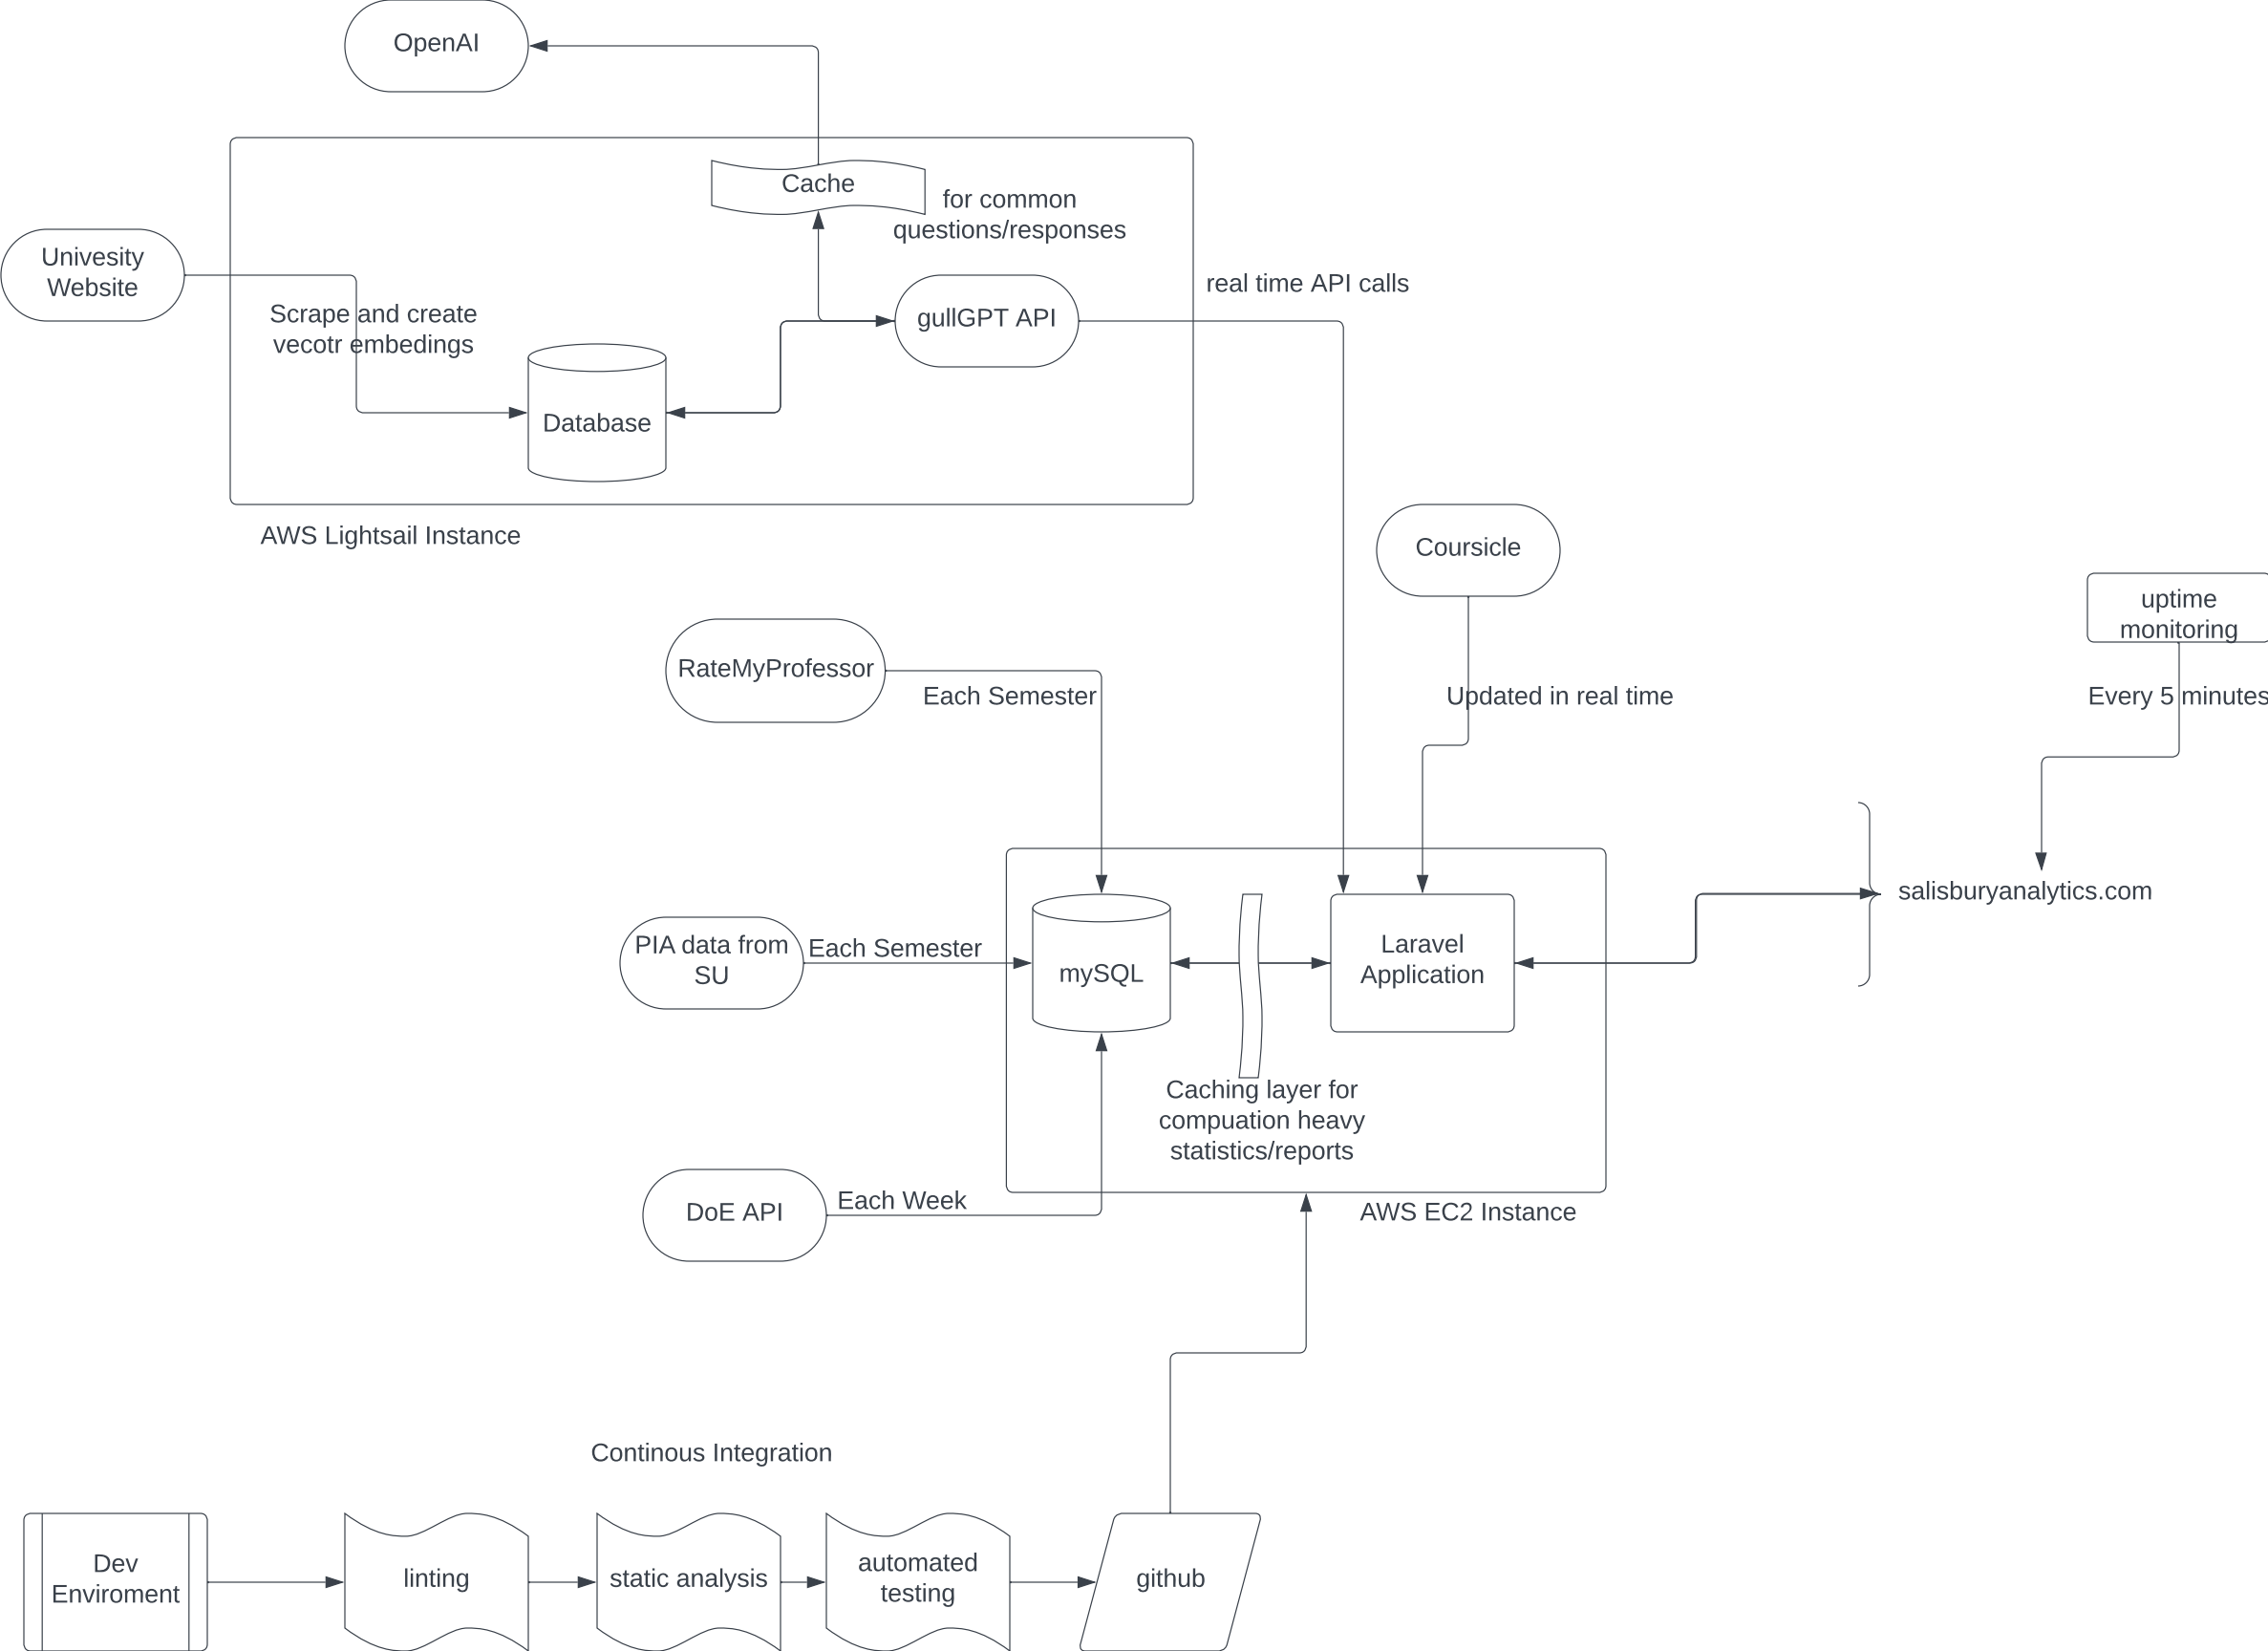 OpenAI
Cache
for common
questions/responses
Univesity
Website
real time API calls
Scrape and create
vecotr embedings
gullGPT API
Database
AWS Lightsail Instance
Coursicle
uptime
monitoring
RateMyProfessor
Each Semester
Updated in real time
Every 5 minutes
salisburyanalytics.com
PIA data from
SU
Each Semester
mySQL
Laravel
Application
Caching layer for
compuation heavy
statistics/reports
DoE API
Each Week
AWS EC2 Instance
Continous Integration
Dev
Enviroment
linting
static analysis
automated
testing
github